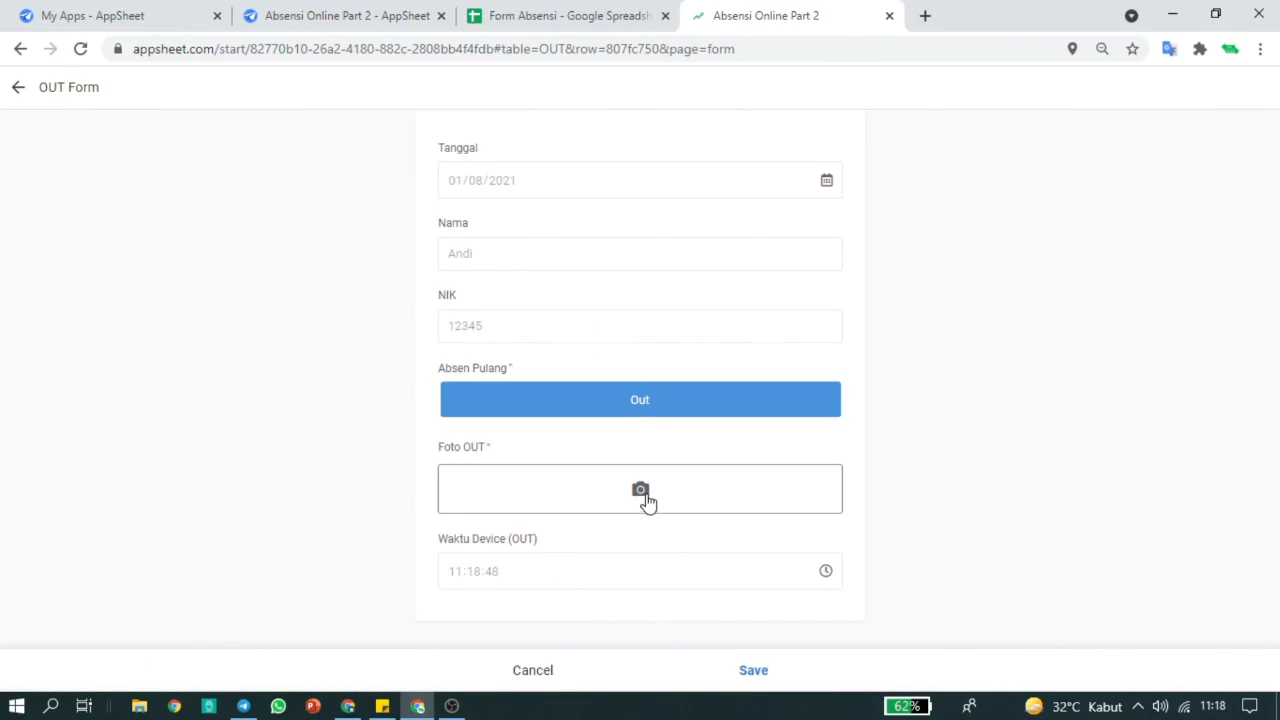 My Apps - AppSheet
Absensi Online Part 2 - AppSheet
Form Absensi - Google Spreadsh
Absensi Online Part 2
appsheet.com/start/82770b10-26a2-4180-882c-2808bb4f4fdb#table=OUT&row=807fc750&page=form
OUT Form
Tanggal
01/08/2021
Nama
Andi
NIK
12345
Absen Pulang*
Out
Foto OUT*
Waktu Device (OUT)
11:18:48
Cancel
Save
62%
32°C Kabut
11:18